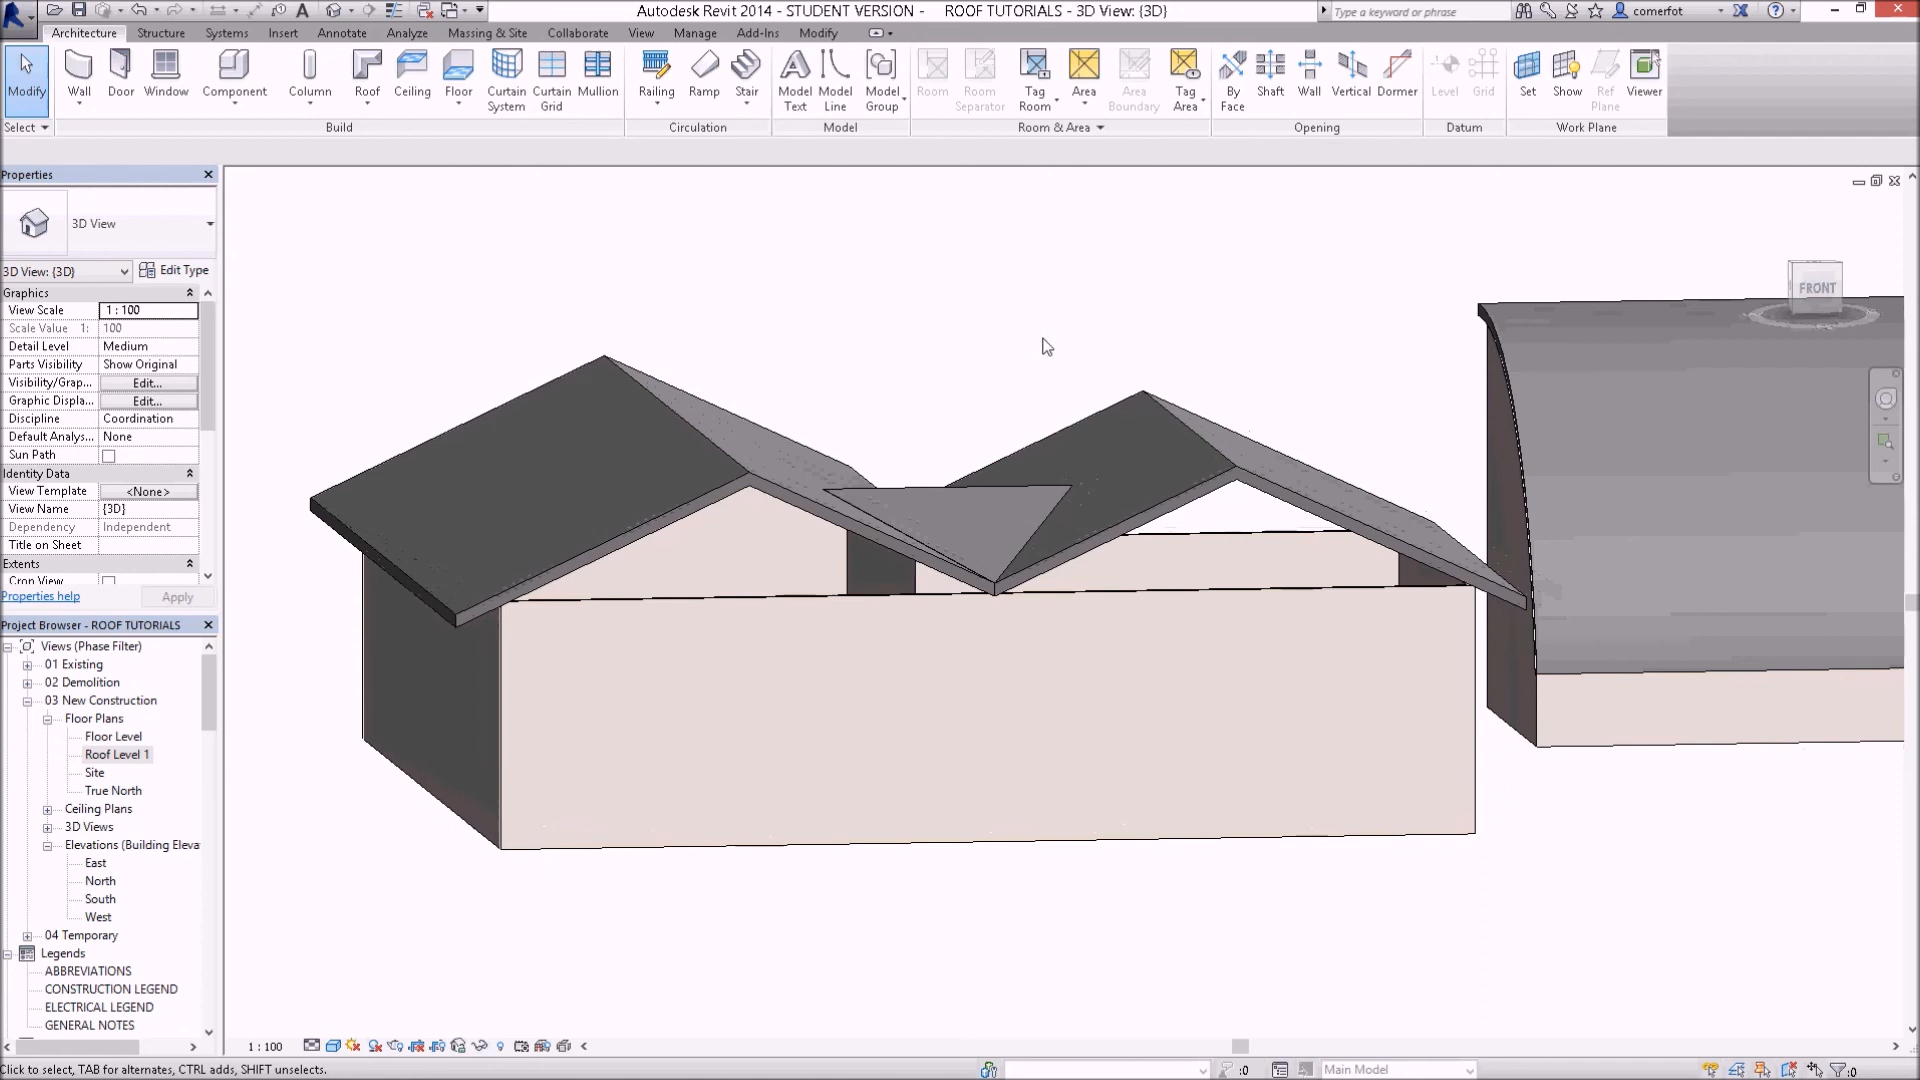 Autodesk Revit 2014 - STUDENT VERSION - ROOF TUTORIALS - 3D View: {3D}
Type a keyword or phrase
comerfot
Architecture Structure Systems Insert Annotate Analyze Massing & Site Collaborate View Manage Add-Ins Modify
Modify Wall Door Window Component Column Roof Ceiling Floor Curtain System Curtain Grid Mullion Railing Ramp Stair Model Text Model Line Model Group Room Room Separator Tag Room Area Area Boundary Tag Area By Face Shaft Wall Vertical Dormer Level Grid Set Show Ref Plane Viewer
Select Build Circulation Model Room & Area Opening Datum Work Plane
Properties
3D View
3D View: {3D} Edit Type
Graphics
View Scale 1 : 100
Scale Value 1: 100
Detail Level Medium
Parts Visibility Show Original
Visibility/Grap... Edit...
Graphic Displa... Edit...
Discipline Coordination
Default Analys... None
Sun Path
Identity Data
View Template <None>
View Name {3D}
Dependency Independent
Title on Sheet
Extents
Crop View
Properties help Apply
Project Browser - ROOF TUTORIALS
Views (Phase Filter)
01 Existing
02 Demolition
03 New Construction
Floor Plans
Floor Level
Roof Level 1
Site
True North
Ceiling Plans
3D Views
Elevations (Building Eleva
East
North
South
West
04 Temporary
Legends
ABBREVIATIONS
CONSTRUCTION LEGEND
ELECTRICAL LEGEND
GENERAL NOTES
FRONT
1 : 100
Click to select, TAB for alternates, CTRL adds, SHIFT unselects.
:0
Main Model
:0